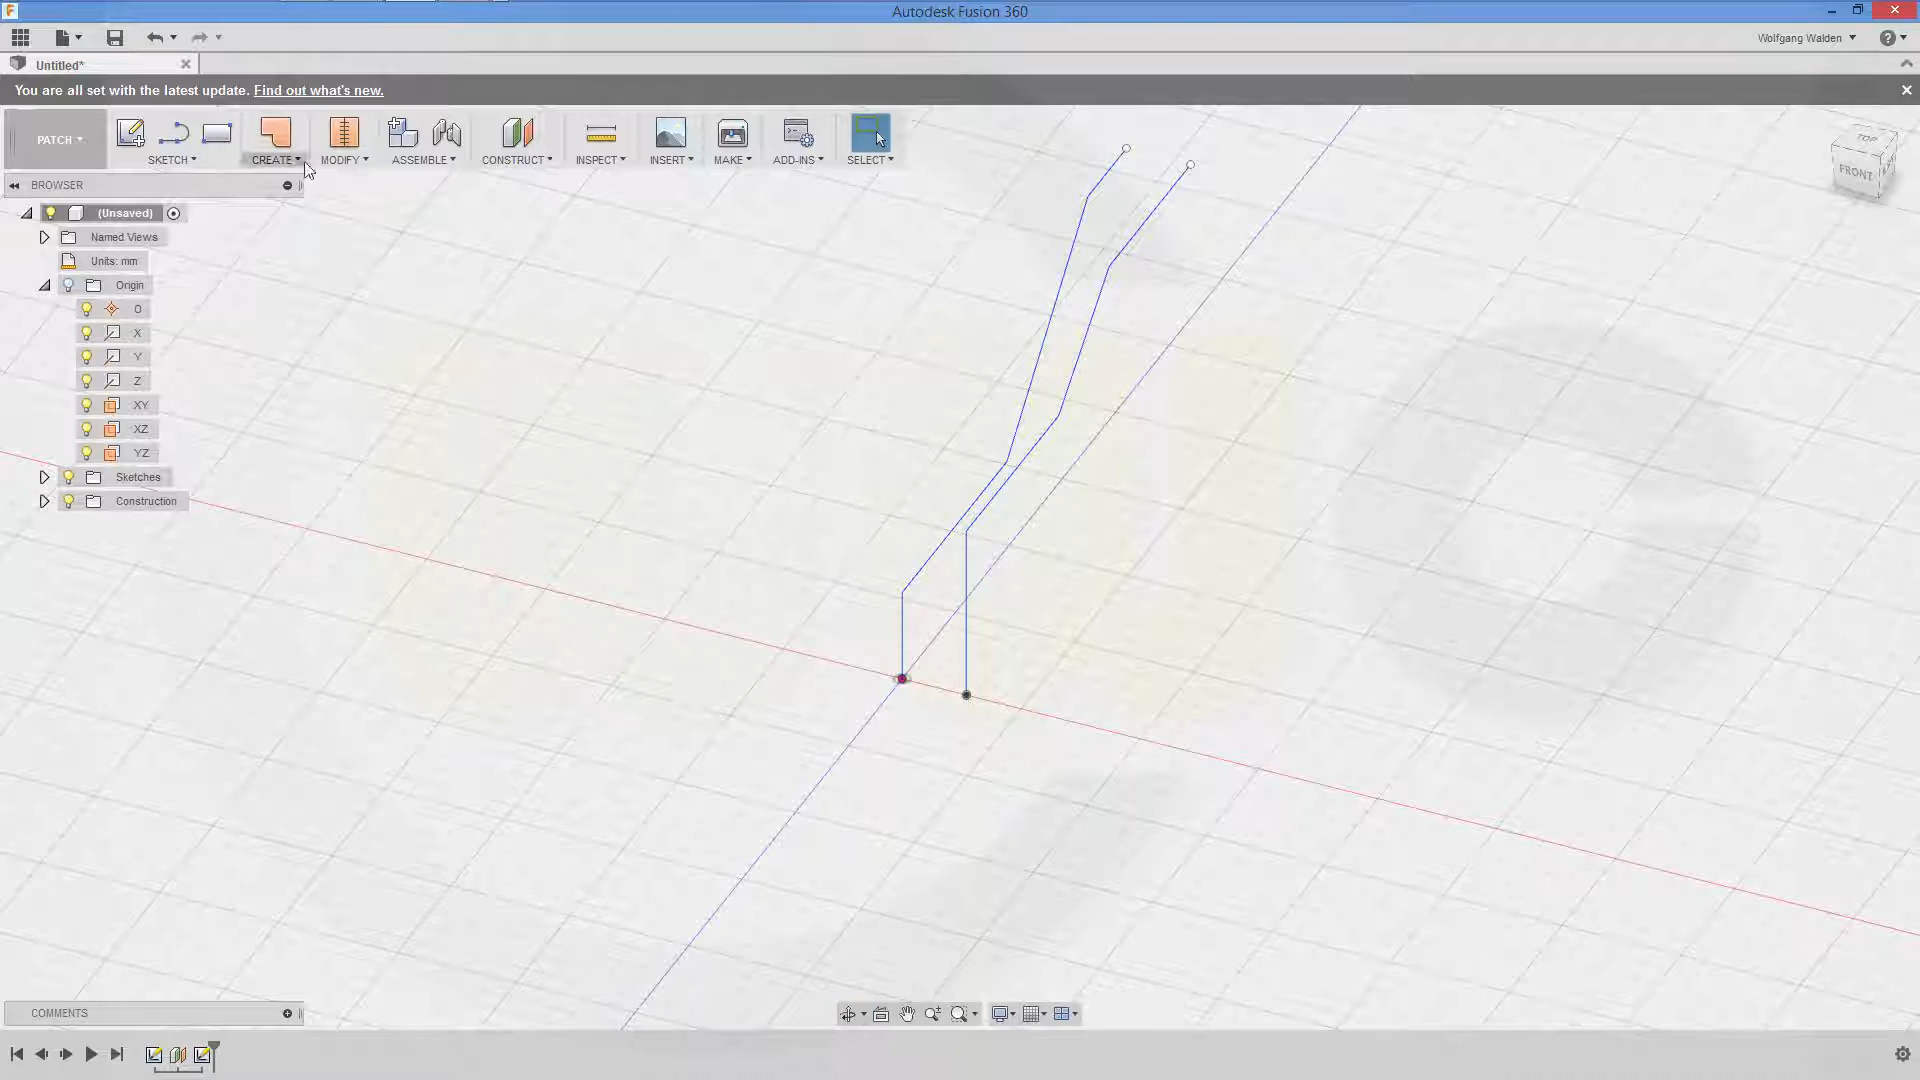 Autodesk Fusion 360
Wolfgang Walden
Untitled*
You are all set with the latest update. Find out what's new.
PATCH
SKETCH
CREATE
MODIFY
ASSEMBLE
CONSTRUCT
INSPECT
INSERT
MAKE
ADD-INS
SELECT
TOP
FRONT
BROWSER
(Unsaved)
Named Views
Units: mm
Origin
O
X
Y
Z
XY
XZ
YZ
Sketches
Construction
COMMENTS